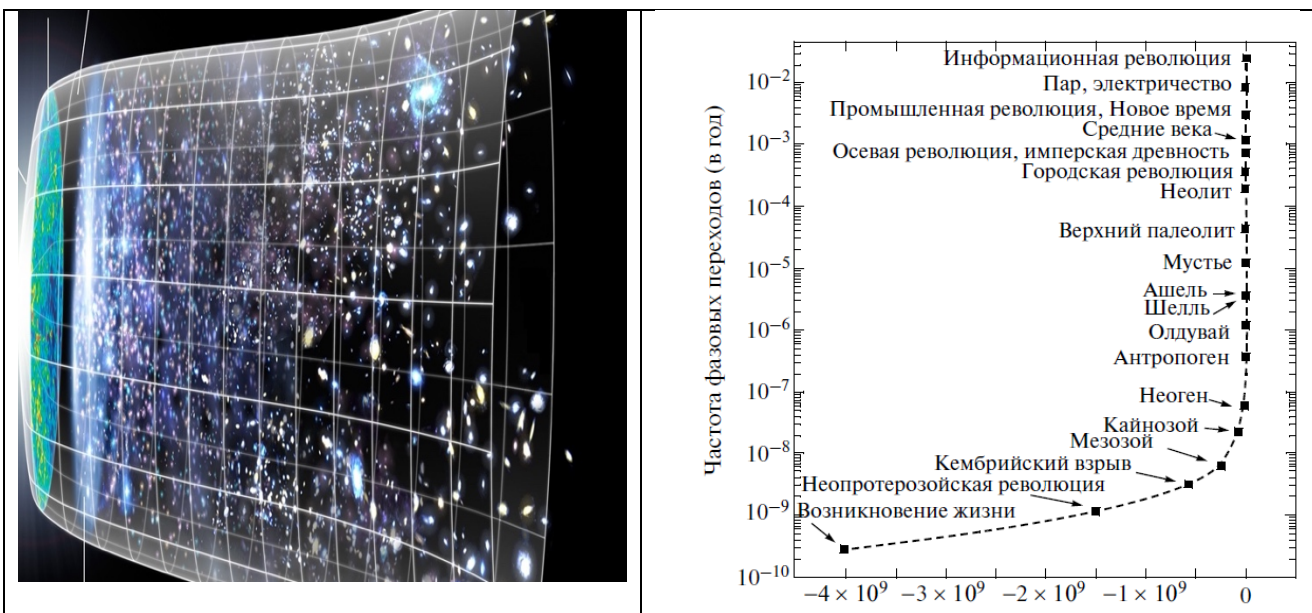 Частота фазовых переходов (в год)
10⁻²
10⁻³
10⁻⁴
10⁻⁵
10⁻⁶
10⁻⁷
10⁻⁸
10⁻⁹
10⁻¹⁰
Информационная революция
Пар, электричество
Промышленная революция, Новое время
Средние века
Осевая революция, имперская древность
Городская революция
Неолит
Верхний палеолит
Мустье
Ашель
Шелль
Олдувай
Антропоген
Неоген
Кайнозой
Мезозой
Кембрийский взрыв
Неопротерозойская революция
Возникновение жизни
−4 × 10⁹ −3 × 10⁹ −2 × 10⁹ −1 × 10⁹ 0